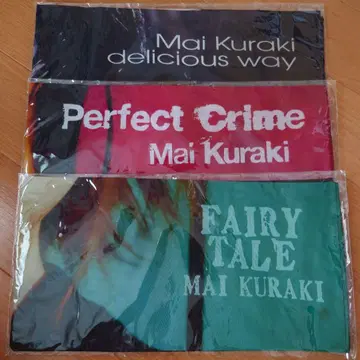 Mai Kuraki
delicious way
Perfect Crime
Mai Kuraki
FAIRY
TALE
MAI KURAKI